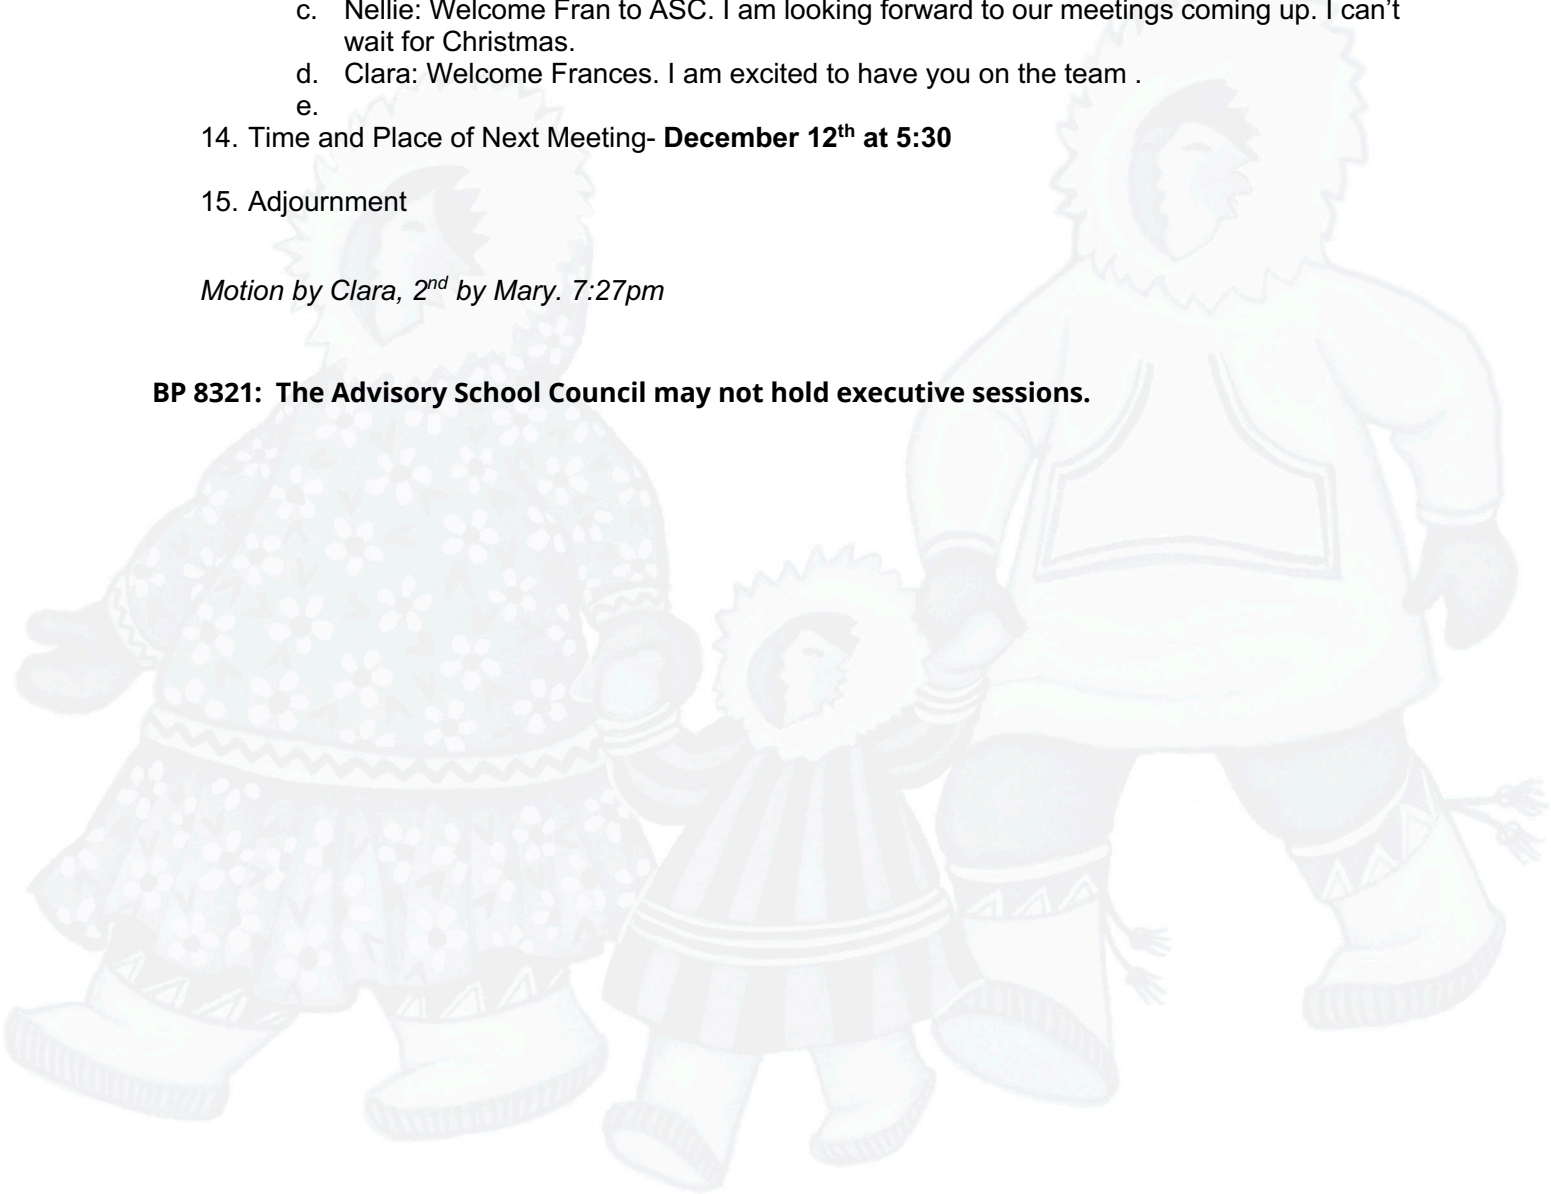 c. Nellie: Welcome Fran to ASC. I am looking forward to our meetings coming up. I can’t
wait for Christmas.
d. Clara: Welcome Frances. I am excited to have you on the team .
e.
14. Time and Place of Next Meeting- December 12th at 5:30
15. Adjournment
Motion by Clara, 2nd by Mary. 7:27pm
BP 8321: The Advisory School Council may not hold executive sessions.